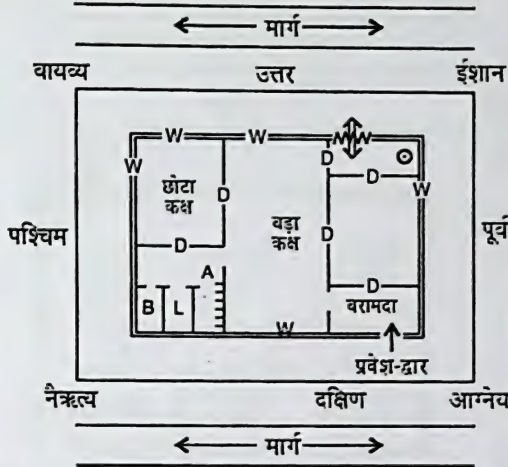 मार्ग
वायव्य उत्तर ईशान
W W W
W D W
छोटा
कक्ष D D
बड़ा
कक्ष
पश्चिम पूर्व
D D
A
B L D
बरामदा
W
प्रवेश-द्वार
नैऋत्य दक्षिण आग्नेय
मार्ग